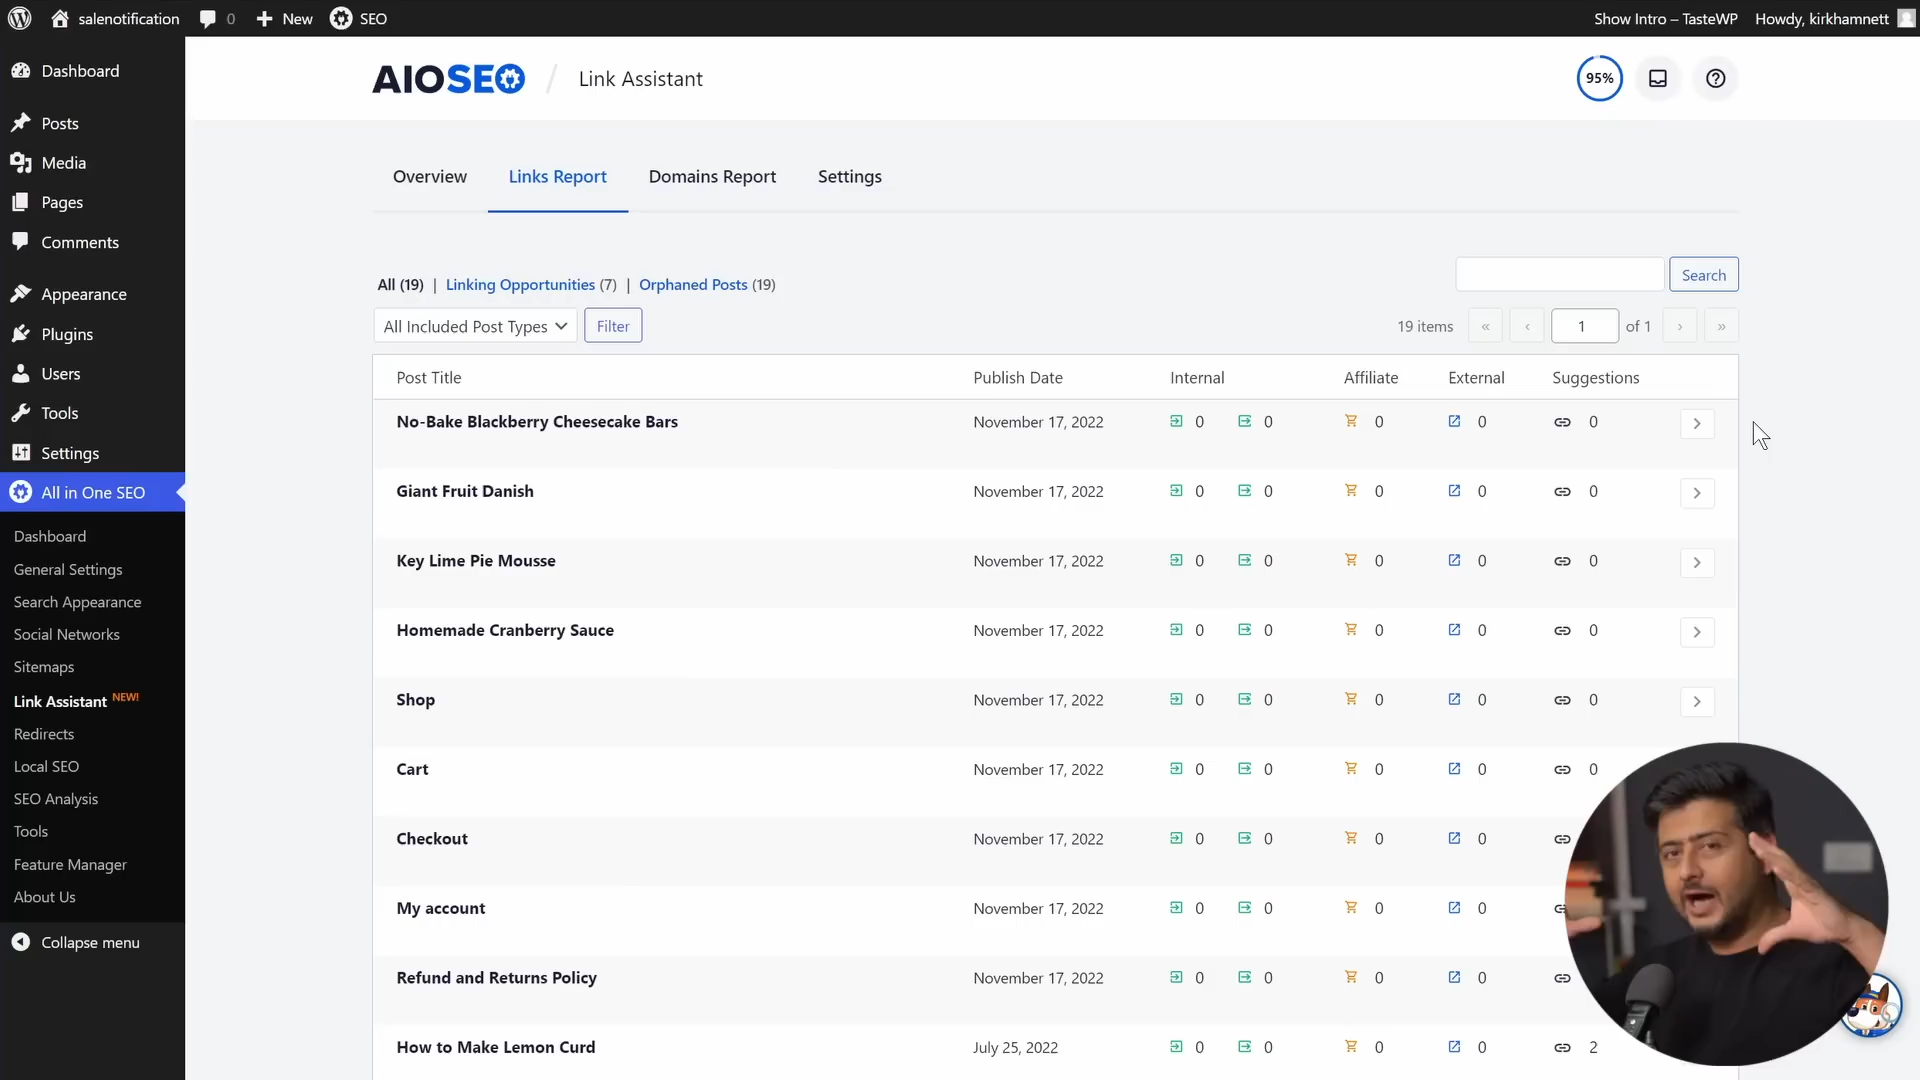 salenotification 0 New SEO Show Intro – TasteWP Howdy, kirkhamnett
Dashboard
Posts
Media
Pages
Comments
Appearance
Plugins
Users
Tools
Settings
All in One SEO
Dashboard
General Settings
Search Appearance
Social Networks
Sitemaps
Link Assistant NEW!
Redirects
Local SEO
SEO Analysis
Tools
Feature Manager
About Us
Collapse menu
AIOSEO / Link Assistant 95%
Overview Links Report Domains Report Settings
All (19) | Linking Opportunities (7) | Orphaned Posts (19) Search
All Included Post Types Filter 19 items « ‹ 1 of 1 › »
Post Title Publish Date Internal Affiliate External Suggestions
No-Bake Blackberry Cheesecake Bars November 17, 2022 0 0 0 0 0
Giant Fruit Danish November 17, 2022 0 0 0 0 0
Key Lime Pie Mousse November 17, 2022 0 0 0 0 0
Homemade Cranberry Sauce November 17, 2022 0 0 0 0 0
Shop November 17, 2022 0 0 0 0 0
Cart November 17, 2022 0 0 0 0 0
Checkout November 17, 2022 0 0 0 0
My account November 17, 2022 0 0 0 0
Refund and Returns Policy November 17, 2022 0 0 0 0
How to Make Lemon Curd July 25, 2022 0 0 0 0 2